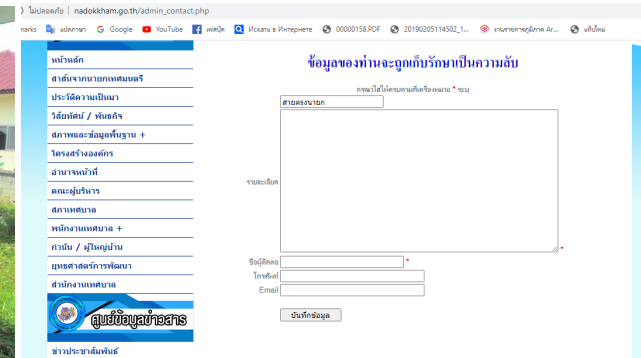 ไม่ปลอดภัย | nadokkham.go.th/admin_contact.php
narks แปลภาษา G Google YouTube เฟสบุ๊ค Искать в Интернете 00000158.PDF 20190205114502_1... แท็บใหม่
ข้อมูลของท่านจะถูกเก็บรักษาเป็นความลับ
กรุณาใส่ให้ครบตามที่เครื่องหมาย * ระบุ
สายตรงนายก
รายละเอียด
*
ชื่อผู้ติดต่อ *
โทรศัพท์
Email
บันทึกข้อมูล
หน้าหลัก
สาส์นจากนายกเทศมนตรี
ประวัติความเป็นมา
วิสัยทัศน์ / พันธกิจ
สภาพและข้อมูลพื้นฐาน +
โครงสร้างองค์กร
อำนาจหน้าที่
คณะผู้บริหาร
สภาเทศบาล
พนักงานเทศบาล +
กำนัน / ผู้ใหญ่บ้าน
ยุทธศาสตร์การพัฒนา
สำนักงานเทศบาล
ศูนย์ข้อมูลข่าวสาร
ข่าวประชาสัมพันธ์